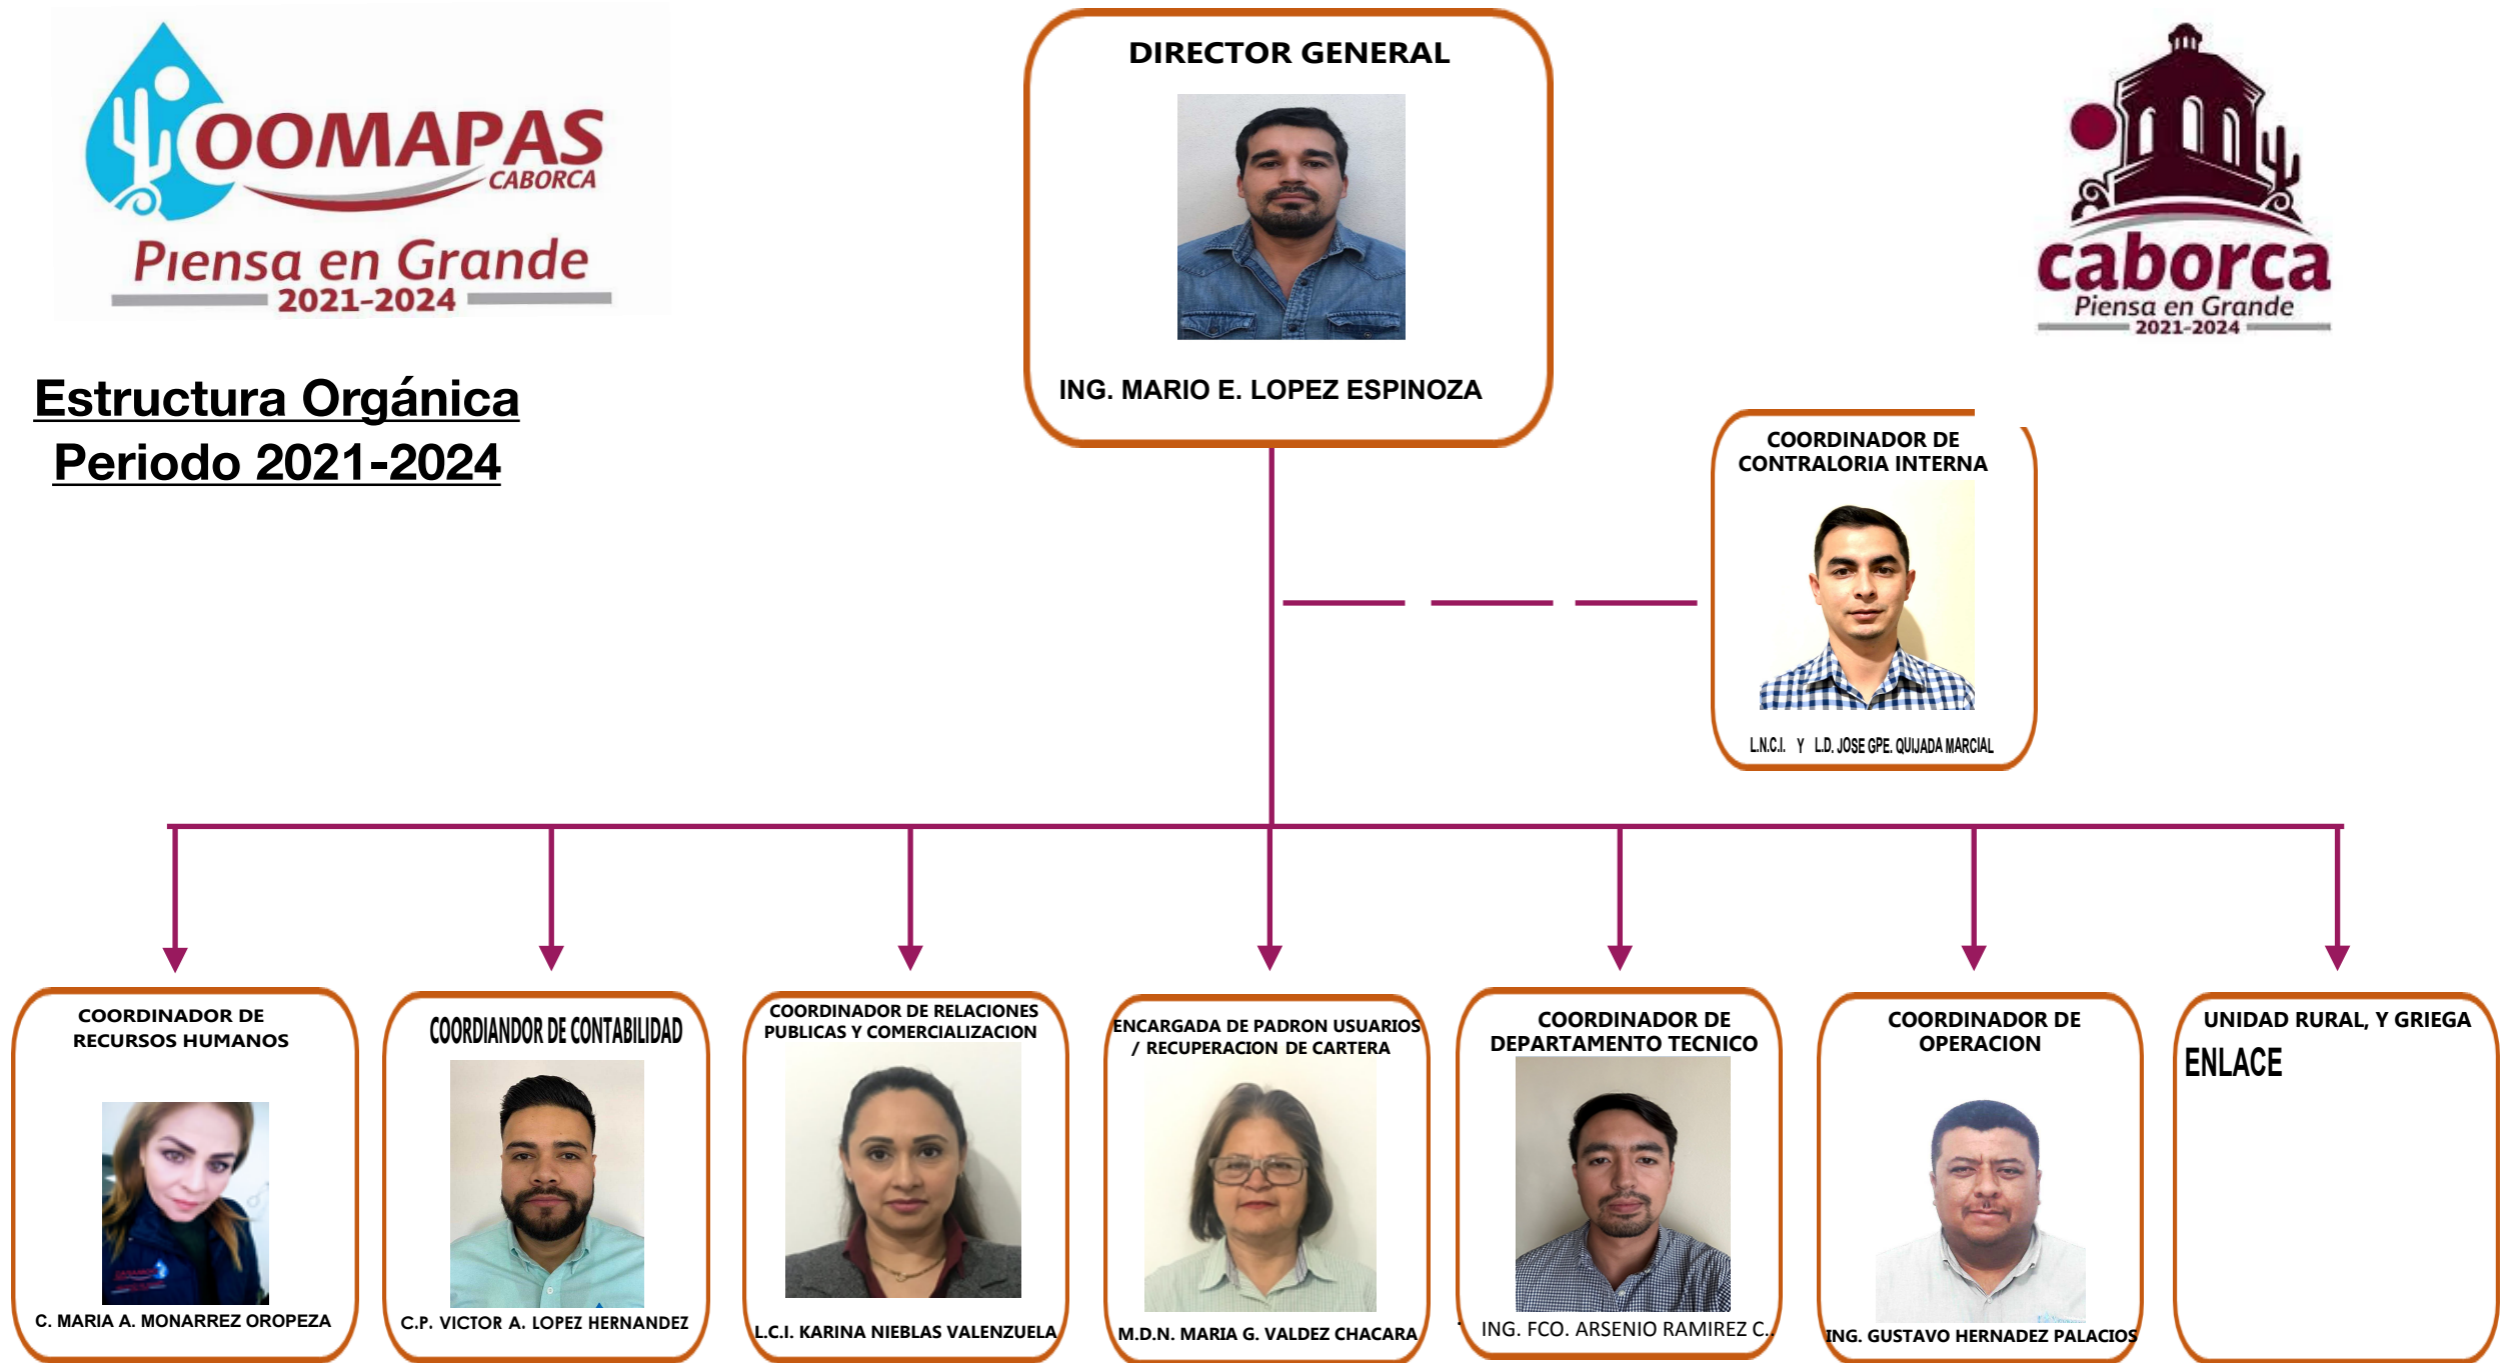 COOMAPAS
CABORCA
Piensa en Grande
2021-2024
DIRECTOR GENERAL
ING. MARIO E. LOPEZ ESPINOZA
caborca
Piensa en Grande
2021-2024
Estructura Orgánica
Periodo 2021-2024
COORDINADOR DE
CONTRALORIA INTERNA
L.N.C.I. Y L.D. JOSE GPE. QUIJADA MARCIAL
COORDINADOR DE
RECURSOS HUMANOS
C. MARIA A. MONARREZ OROPEZA
COORDIANDOR DE CONTABILIDAD
C.P. VICTOR A. LOPEZ HERNANDEZ
COORDINADOR DE RELACIONES
PUBLICAS Y COMERCIALIZACION
L.C.I. KARINA NIEBLAS VALENZUELA
ENCARGADA DE PADRON USUARIOS
/ RECUPERACION DE CARTERA
M.D.N. MARIA G. VALDEZ CHACARA
COORDINADOR DE
DEPARTAMENTO TECNICO
. ING. FCO. ARSENIO RAMIREZ C..
COORDINADOR DE
OPERACION
ING. GUSTAVO HERNADEZ PALACIOS
UNIDAD RURAL, Y GRIEGA
ENLACE